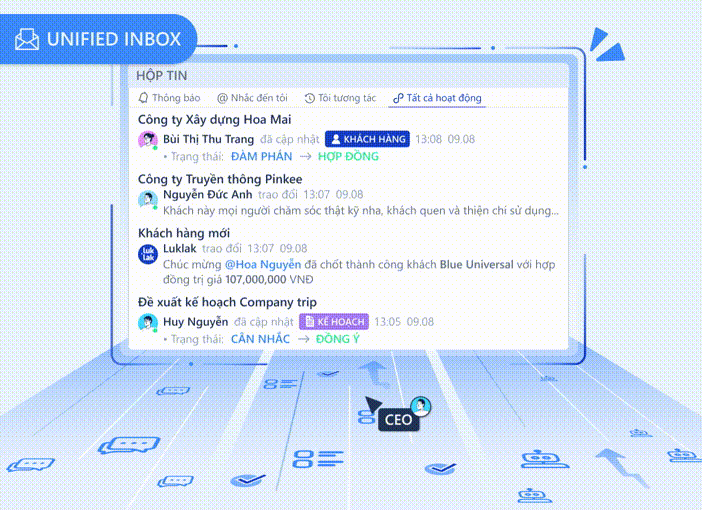 UNIFIED INBOX
HỘP TIN
Thông báo @ Nhắc đến tôi Tôi tương tác Tất cả hoạt động
Công ty Xây dựng Hoa Mai
Bùi Thị Thu Trang đã cập nhật KHÁCH HÀNG 13:08 09.08
• Trạng thái: ĐÀM PHÁN → HỢP ĐỒNG
Công ty Truyền thông Pinkee
Nguyễn Đức Anh trao đổi 13:07 09.08
Khách này mọi người chăm sóc thật kỹ nha, khách quen và thiện chí sử dụng...
Khách hàng mới
luk
lak
Luklak trao đổi 13:07 09.08
Chúc mừng @Hoa Nguyễn đã chốt thành công khách Blue Universal với hợp
đồng trị giá 107,000,000 VNĐ
Đề xuất kế hoạch Company trip
Huy Nguyễn đã cập nhật KẾ HOẠCH 13:05 09.08
• Trạng thái: CÂN NHẮC → ĐỒNG Ý
CEO